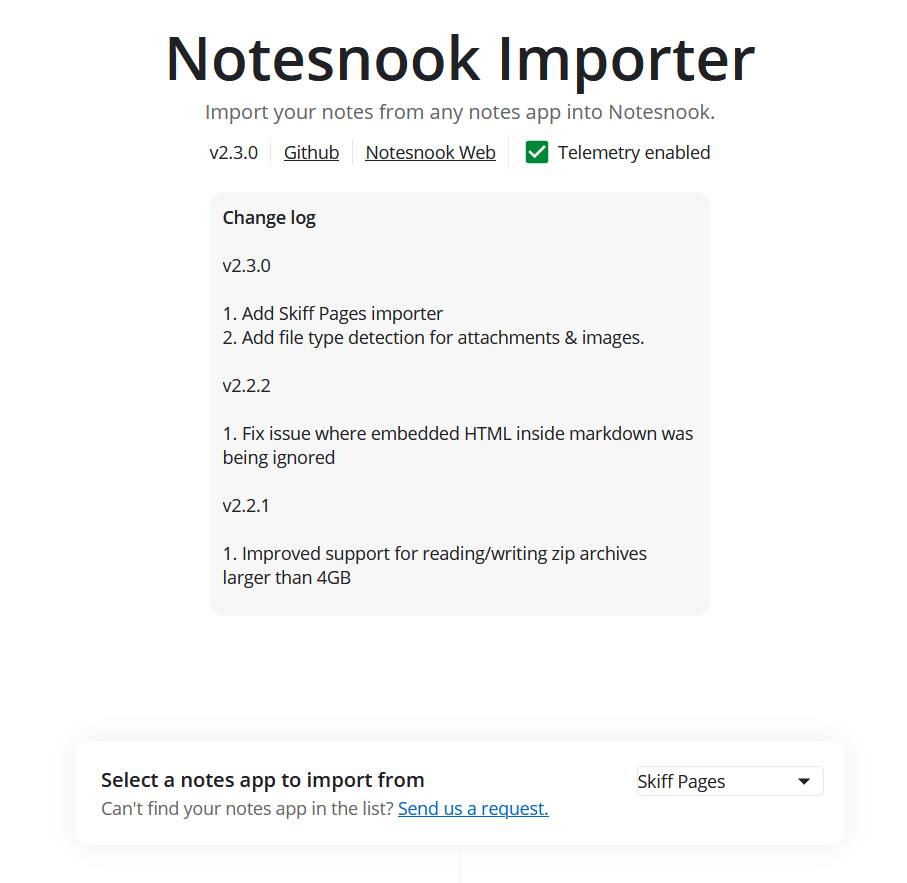 Notesnook Importer
Import your notes from any notes app into Notesnook.
v2.3.0 Github Notesnook Web Telemetry enabled
Change log
v2.3.0
1. Add Skiff Pages importer
2. Add file type detection for attachments & images.
v2.2.2
1. Fix issue where embedded HTML inside markdown was
being ignored
v2.2.1
1. Improved support for reading/writing zip archives
larger than 4GB
Select a notes app to import from
Skiff Pages
Can't find your notes app in the list? Send us a request.